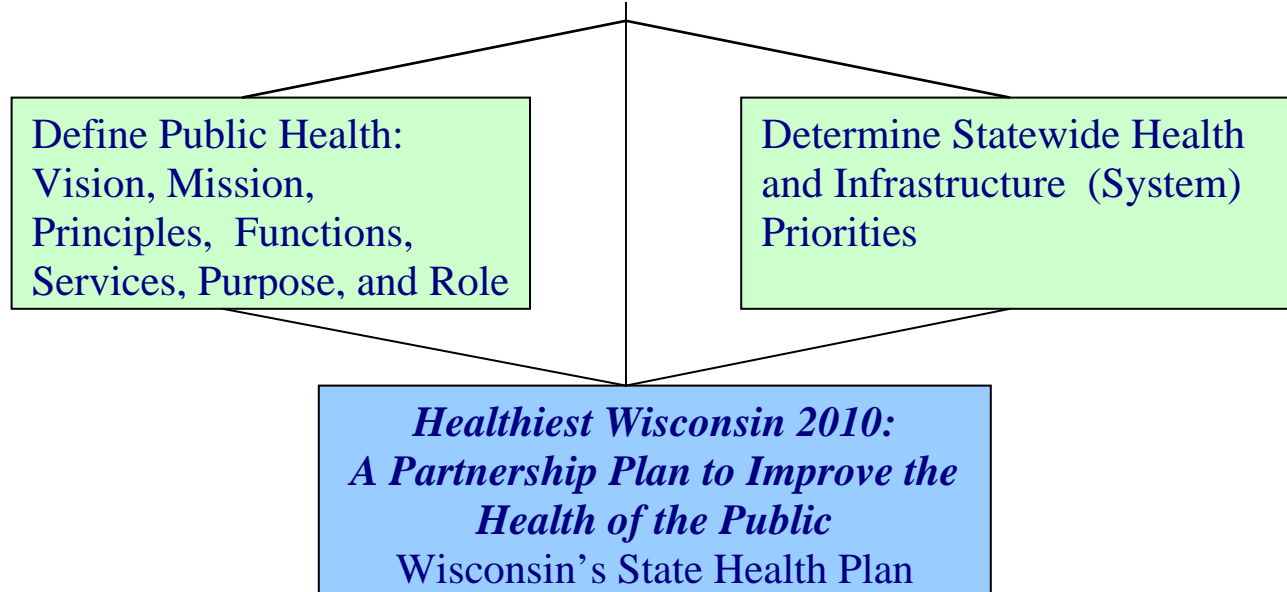 Define Public Health:
Vision, Mission,
Principles, Functions,
Services, Purpose, and Role
Determine Statewide Health
and Infrastructure (System)
Priorities
Healthiest Wisconsin 2010:
A Partnership Plan to Improve the
Health of the Public
Wisconsin’s State Health Plan